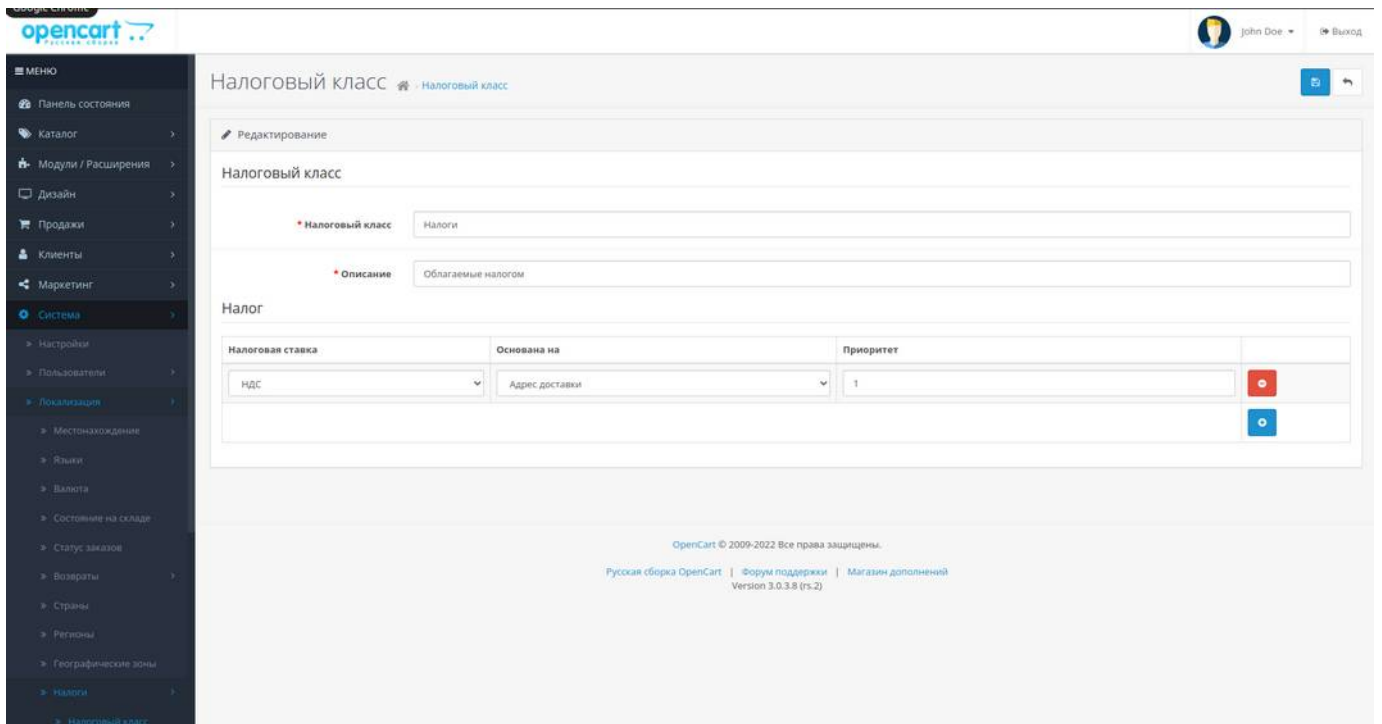 Google Chrome
opencart
Русская сборка
John Doe
Выход
МЕНЮ
Панель состояния
Каталог
Модули / Расширения
Дизайн
Продажи
Клиенты
Маркетинг
Система
Настройки
Пользователи
Локализация
Местонахождение
Языки
Валюта
Состояние на складе
Статус заказов
Возвраты
Страны
Регионы
Географические зоны
Налоги
Налоговый класс
Налоговый класс › Налоговый класс
Редактирование
Налоговый класс
* Налоговый класс Налоги
* Описание Облагаемые налогом
Налог
Налоговая ставка Основана на Приоритет
НДС Адрес доставки 1
OpenCart © 2009-2022 Все права защищены.
Русская сборка OpenCart | Форум поддержки | Магазин дополнений
Version 3.0.3.8 (rs.2)